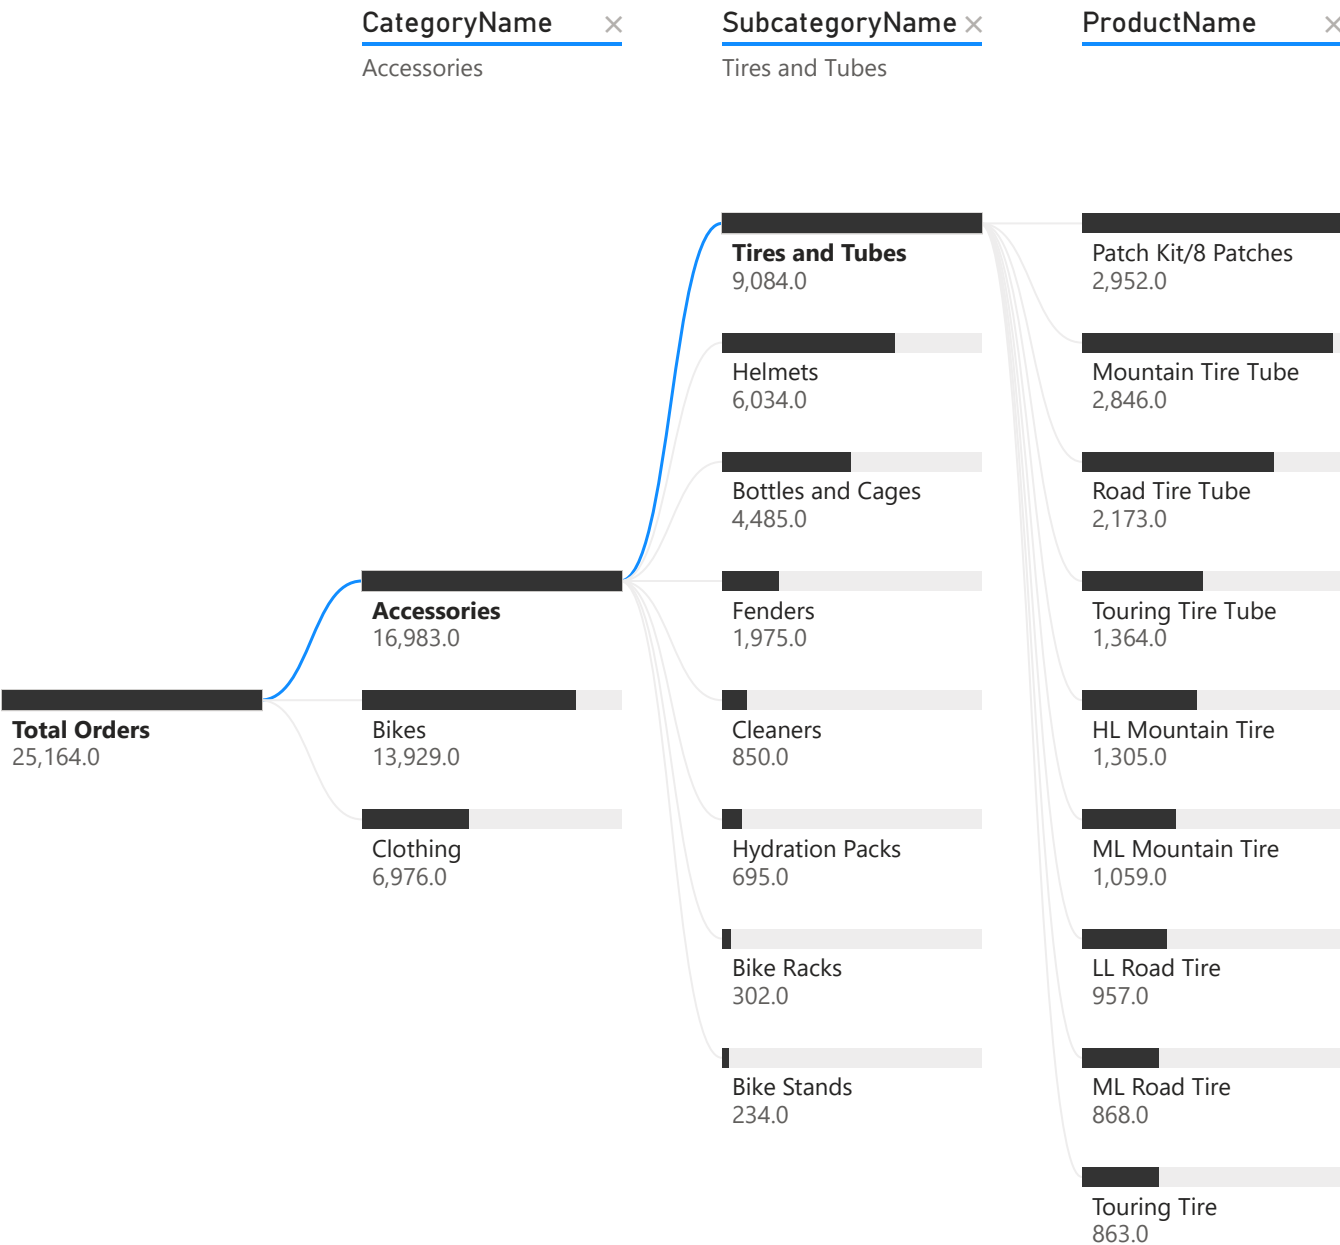 CategoryName
Accessories
SubcategoryName
Tires and Tubes
ProductName
Total Orders
25,164.0
Accessories
16,983.0
Bikes
13,929.0
Clothing
6,976.0
Tires and Tubes
9,084.0
Helmets
6,034.0
Bottles and Cages
4,485.0
Fenders
1,975.0
Cleaners
850.0
Hydration Packs
695.0
Bike Racks
302.0
Bike Stands
234.0
Patch Kit/8 Patches
2,952.0
Mountain Tire Tube
2,846.0
Road Tire Tube
2,173.0
Touring Tire Tube
1,364.0
HL Mountain Tire
1,305.0
ML Mountain Tire
1,059.0
LL Road Tire
957.0
ML Road Tire
868.0
Touring Tire
863.0